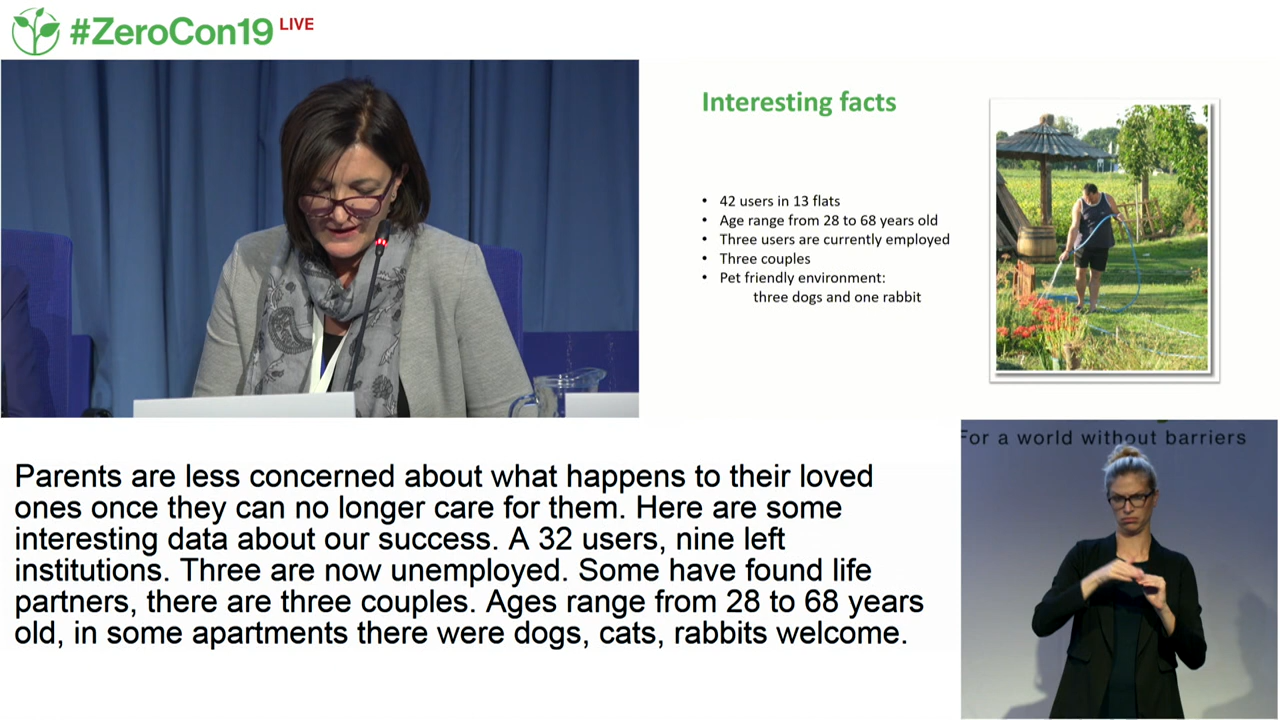 #ZeroCon19 LIVE
Interesting facts
• 42 users in 13 flats
• Age range from 28 to 68 years old
• Three users are currently employed
• Three couples
• Pet friendly environment:
three dogs and one rabbit
For a world without barriers
Parents are less concerned about what happens to their loved
ones once they can no longer care for them. Here are some
interesting data about our success. A 32 users, nine left
institutions. Three are now unemployed. Some have found life
partners, there are three couples. Ages range from 28 to 68 years
old, in some apartments there were dogs, cats, rabbits welcome.